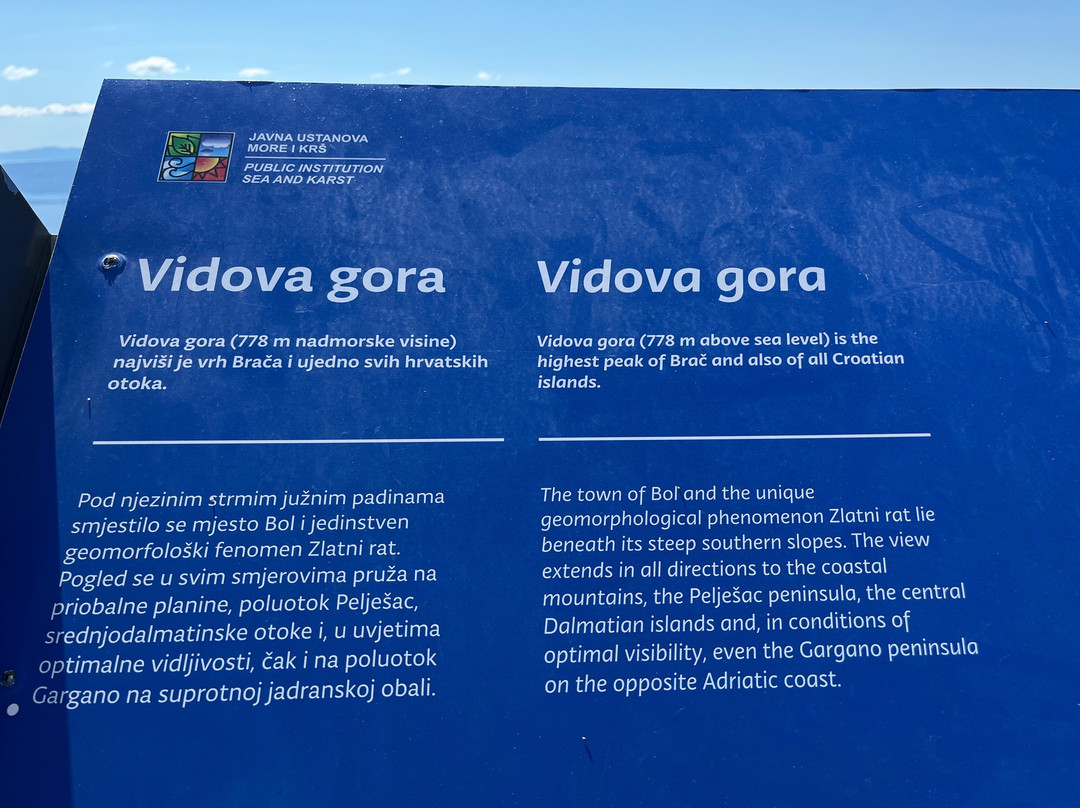 JAVNA USTANOVA
MORE I KRŠ
PUBLIC INSTITUTION
SEA AND KARST
Vidova gora
Vidova gora (778 m nadmorske visine)
najviši je vrh Brača i ujedno svih hrvatskih
otoka.
Pod njezinim strmim južnim padinama
smjestilo se mjesto Bol i jedinstven
geomorfološki fenomen Zlatni rat.
Pogled se u svim smjerovima pruža na
priobalne planine, poluotok Pelješac,
srednjodalmatinske otoke i, u uvjetima
optimalne vidljivosti, čak i na poluotok
Gargano na suprotnoj jadranskoj obali.
Vidova gora
Vidova gora (778 m above sea level) is the
highest peak of Brač and also of all Croatian
islands.
The town of Bol and the unique
geomorphological phenomenon Zlatni rat lie
beneath its steep southern slopes. The view
extends in all directions to the coastal
mountains, the Pelješac peninsula, the central
Dalmatian islands and, in conditions of
optimal visibility, even the Gargano peninsula
on the opposite Adriatic coast.